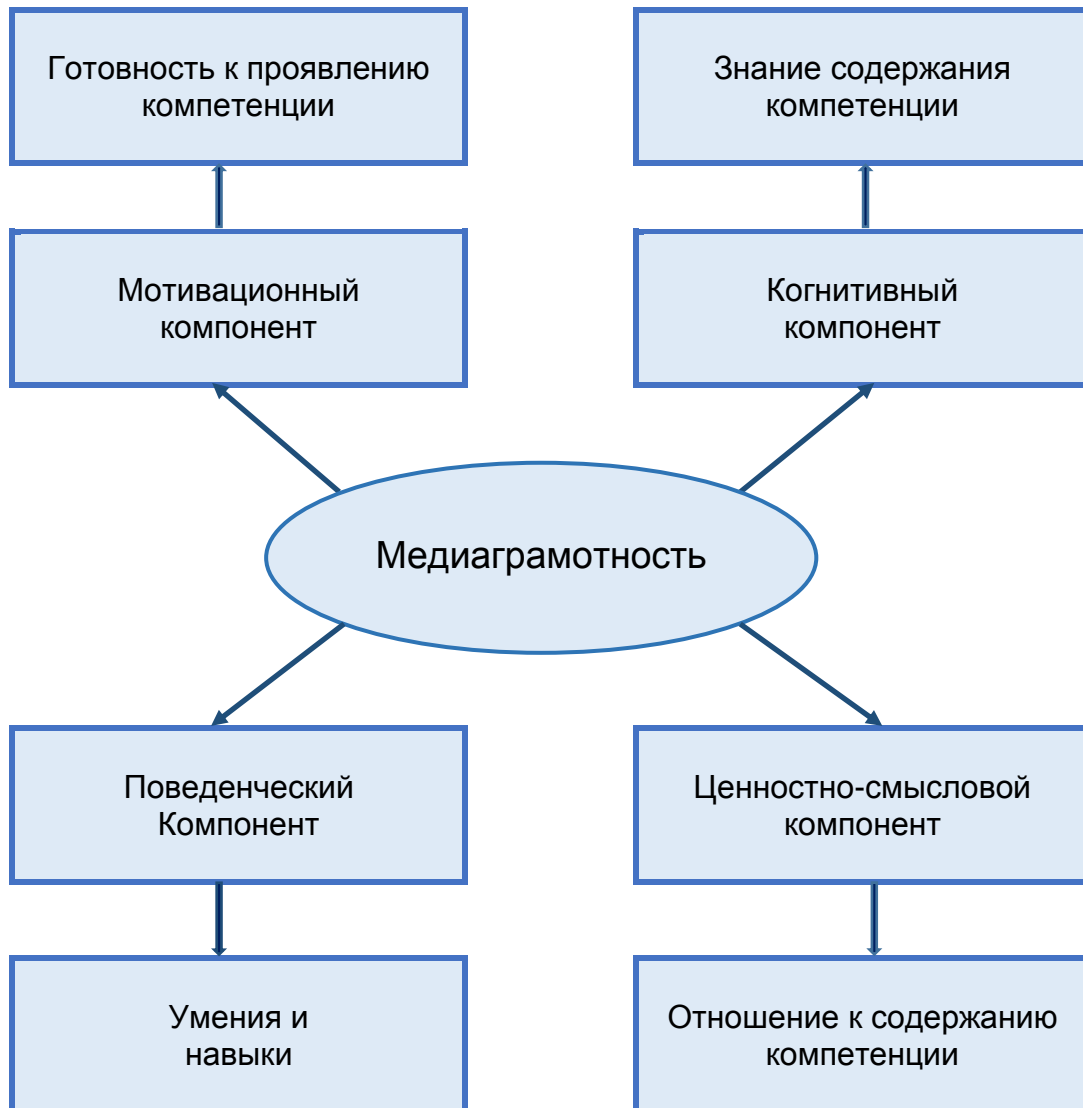 Готовность к проявлению
компетенции
Знание содержания
компетенции
Мотивационный
компонент
Когнитивный
компонент
Медиаграмотность
Поведенческий
Компонент
Ценностно-смысловой
компонент
Умения и
навыки
Отношение к содержанию
компетенции